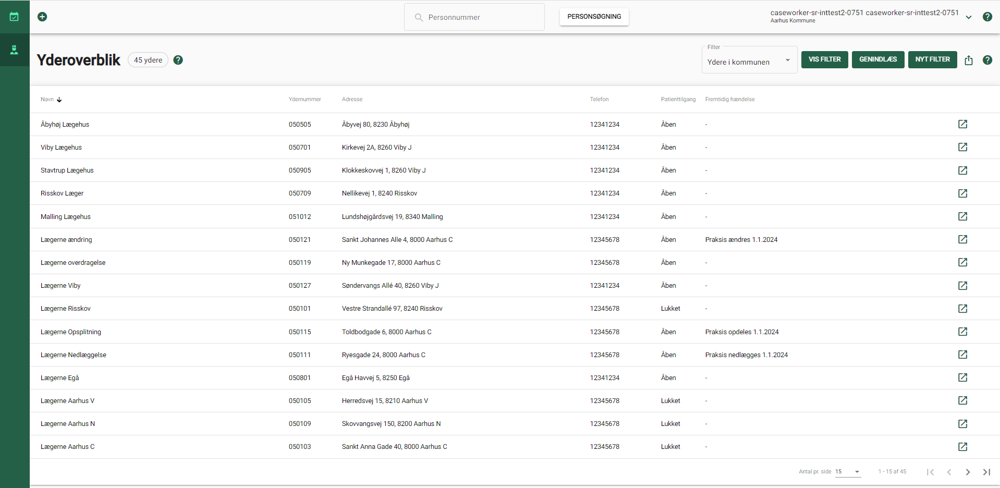 Personnummer
PERSONSØGNING
caseworker-sr-inttest2-0751 caseworker-sr-inttest2-0751
Aarhus Kommune
Yderoverblik
45 ydere
Filter
Ydere i kommunen
VIS FILTER
GENINDLÆS
NYT FILTER
Navn Ydernummer Adresse Telefon Patienttilgang Fremtidig hændelse
Åbyhøj Lægehus 050505 Åbyvej 80, 8230 Åbyhøj 12341234 Åben -
Viby Lægehus 050701 Kirkevej 2A, 8260 Viby J 12341234 Åben -
Stavtrup Lægehus 050905 Klokkeskovvej 1, 8260 Viby J 12341234 Åben -
Risskov Læger 050709 Nellikevej 1, 8240 Risskov 12341234 Åben -
Malling Lægehus 051012 Lundshøjgårdsvej 19, 8340 Malling 12341234 Åben -
Lægerne ændring 050121 Sankt Johannes Alle 4, 8000 Aarhus C 12345678 Åben Praksis ændres 1.1.2024
Lægerne overdragelse 050119 Ny Munkegade 17, 8000 Aarhus C 12345678 Åben -
Lægerne Viby 050127 Søndervangs Allé 40, 8260 Viby J 12341234 Åben -
Lægerne Risskov 050101 Vestre Strandallé 97, 8240 Risskov 12345678 Lukket -
Lægerne Opsplitning 050115 Toldbodgade 6, 8000 Aarhus C 12345678 Åben Praksis opdeles 1.1.2024
Lægerne Nedlæggelse 050111 Ryesgade 24, 8000 Aarhus C 12345678 Åben Praksis nedlægges 1.1.2024
Lægerne Egå 050801 Egå Havvej 5, 8250 Egå 12341234 Åben -
Lægerne Aarhus V 050105 Herredsvej 15, 8210 Aarhus V 12345678 Lukket -
Lægerne Aarhus N 050109 Skovvangsvej 150, 8200 Aarhus N 12345678 Lukket -
Lægerne Aarhus C 050103 Sankt Anna Gade 40, 8000 Aarhus C 12345678 Lukket -
Antal pr. side 15 1 - 15 af 45